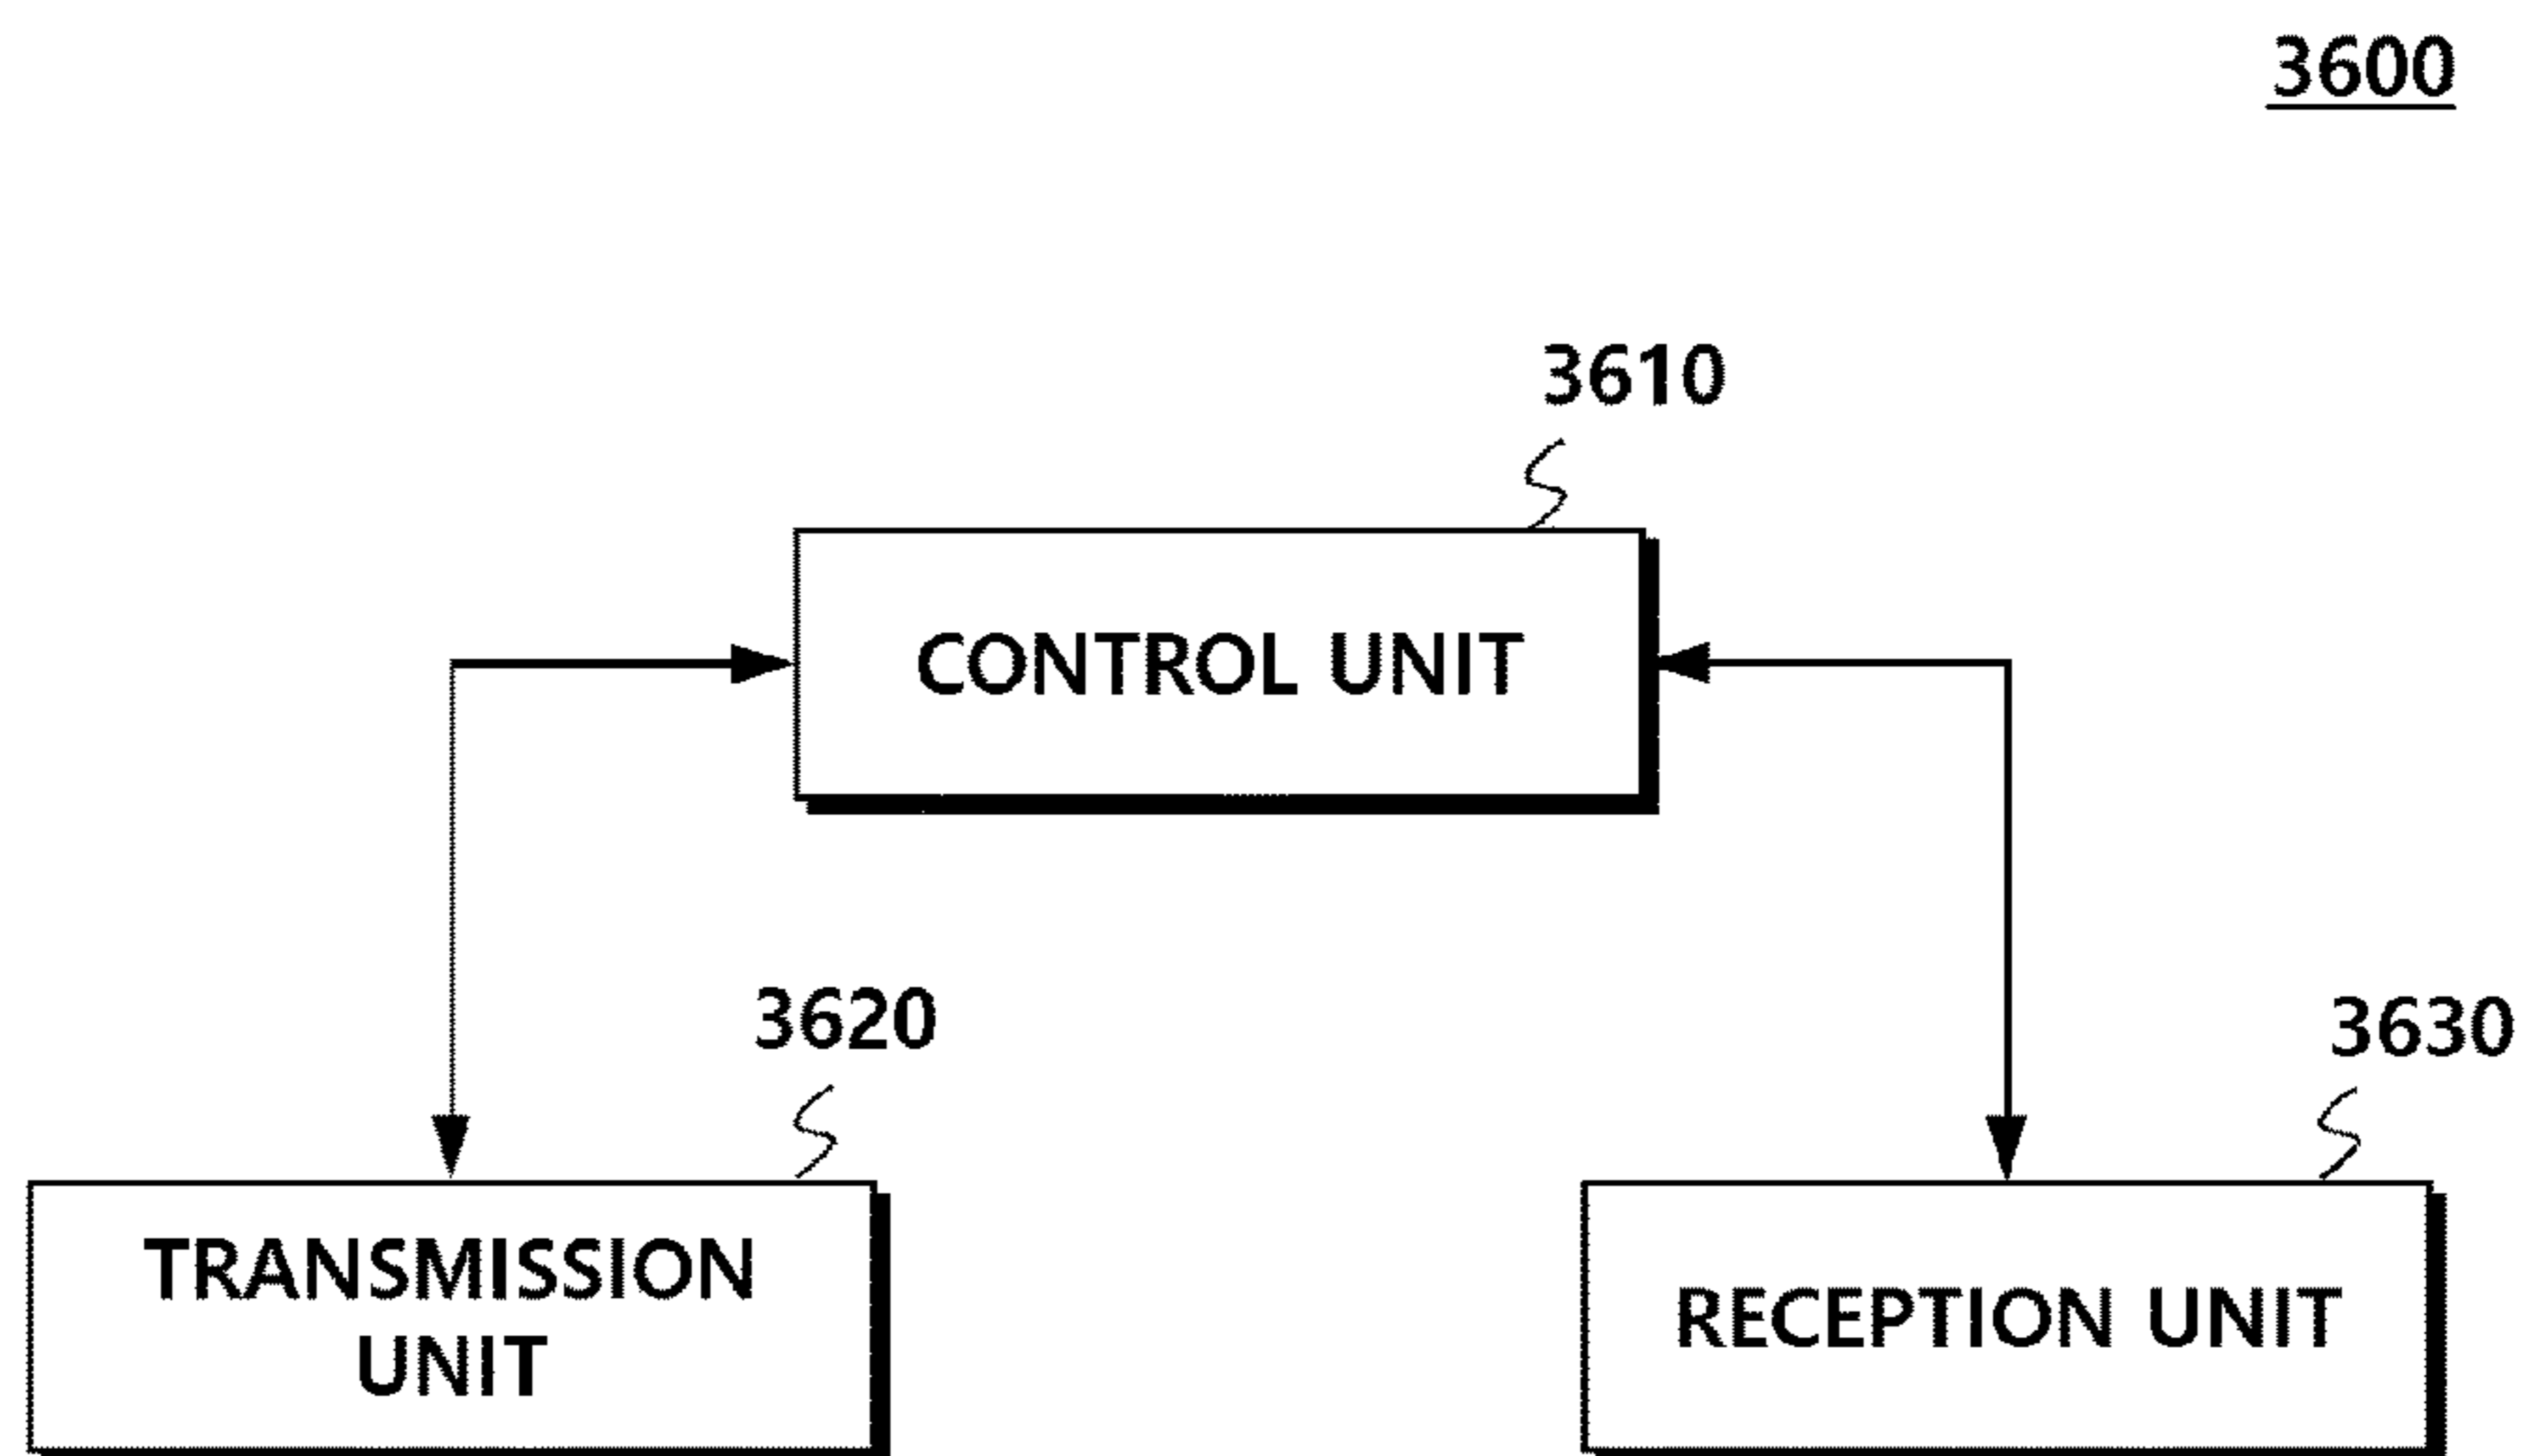 3600
3610
CONTROL UNIT
3620
3630
TRANSMISSION
UNIT
RECEPTION UNIT